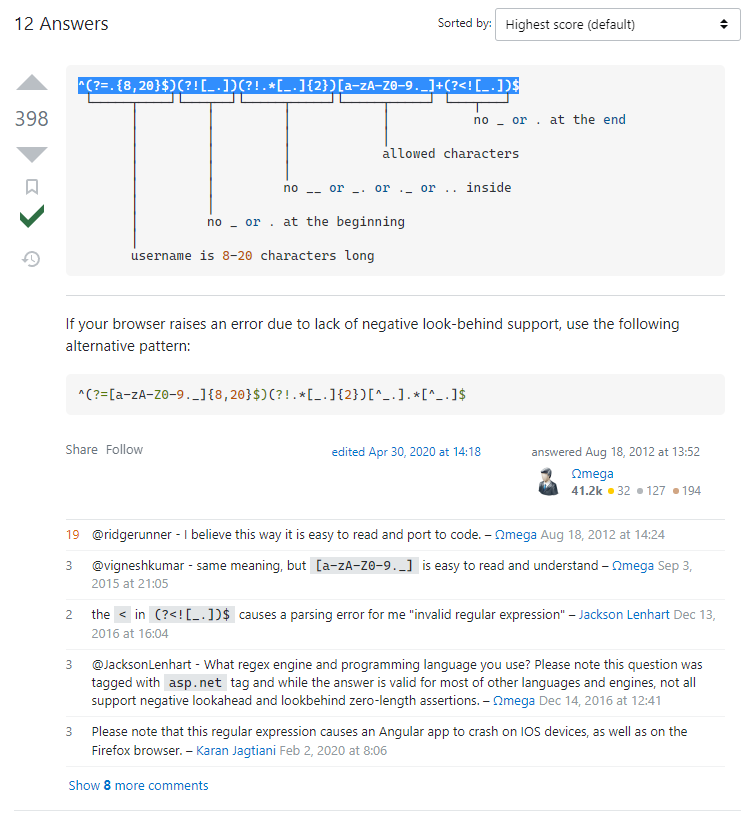 12 Answers
Sorted by: Highest score (default)
398
^(?=.{8,20}$)(?![_.])(?!.*[_.]{2})[a-zA-Z0-9._]+(?<![_.])$
no _ or . at the end
allowed characters
no __ or _. or ._ or .. inside
no _ or . at the beginning
username is 8-20 characters long
If your browser raises an error due to lack of negative look-behind support, use the following
alternative pattern:
^(?=[a-zA-Z0-9._]{8,20}$)(?!.*[_.]{2})[^_.].*[^_.]$
Share Follow
edited Apr 30, 2020 at 14:18
answered Aug 18, 2012 at 13:52
Ωmega
41.2k 32 127 194
19 @ridgerunner - I believe this way it is easy to read and port to code. – Ωmega Aug 18, 2012 at 14:24
3 @vigneshkumar - same meaning, but [a-zA-Z0-9._] is easy to read and understand – Ωmega Sep 3,
2015 at 21:05
2 the < in (?<![_.])$ causes a parsing error for me "invalid regular expression" – Jackson Lenhart Dec 13,
2016 at 16:04
3 @JacksonLenhart - What regex engine and programming language you use? Please note this question was
tagged with asp.net tag and while the answer is valid for most of other languages and engines, not all
support negative lookahead and lookbehind zero-length assertions. – Ωmega Dec 14, 2016 at 12:41
3 Please note that this regular expression causes an Angular app to crash on IOS devices, as well as on the
Firefox browser. – Karan Jagtiani Feb 2, 2020 at 8:06
Show 8 more comments